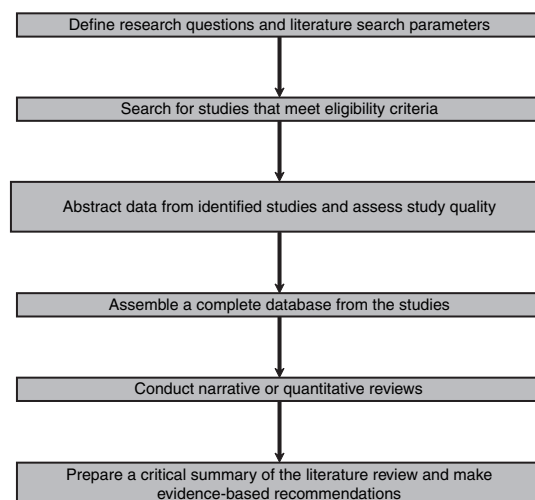 Define research questions and literature search parameters
Search for studies that meet eligibility criteria
Abstract data from identified studies and assess study quality
Assemble a complete database from the studies
Conduct narrative or quantitative reviews
Prepare a critical summary of the literature review and make
evidence-based recommendations